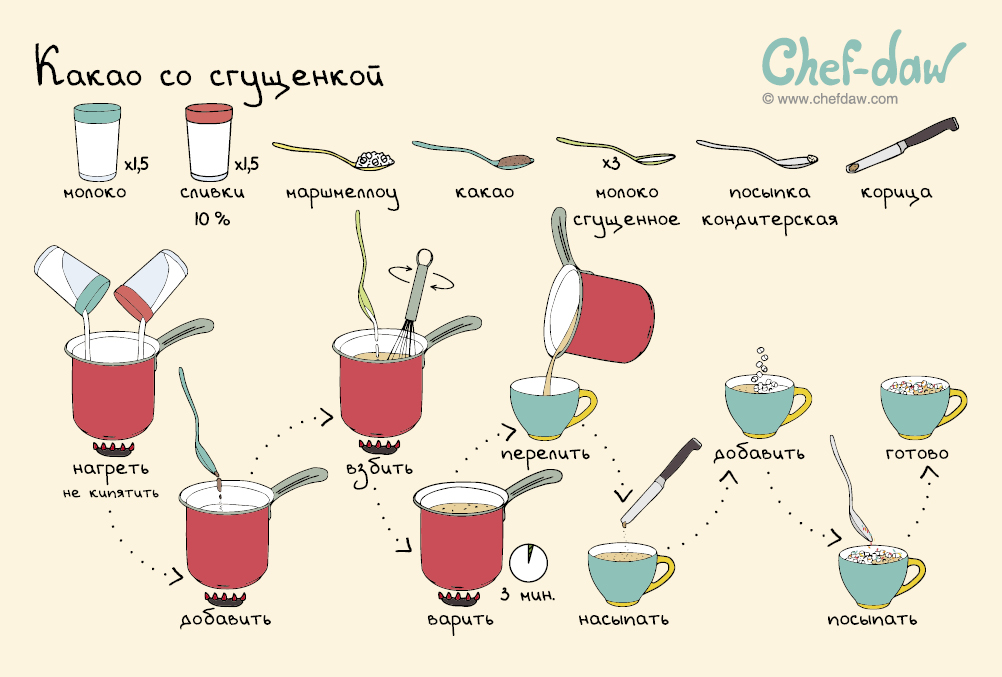 Какао со сгущенкой
Chef-daw
© www.chefdaw.com
x1,5
молоко
x1,5
сливки
10 %
маршмеллоу
какао
x3
молоко
сгущенное
посыпка
кондитерская
корица
нагреть
не кипятить
добавить
взбить
варить
3 мин.
перелить
насыпать
добавить
посыпать
готово